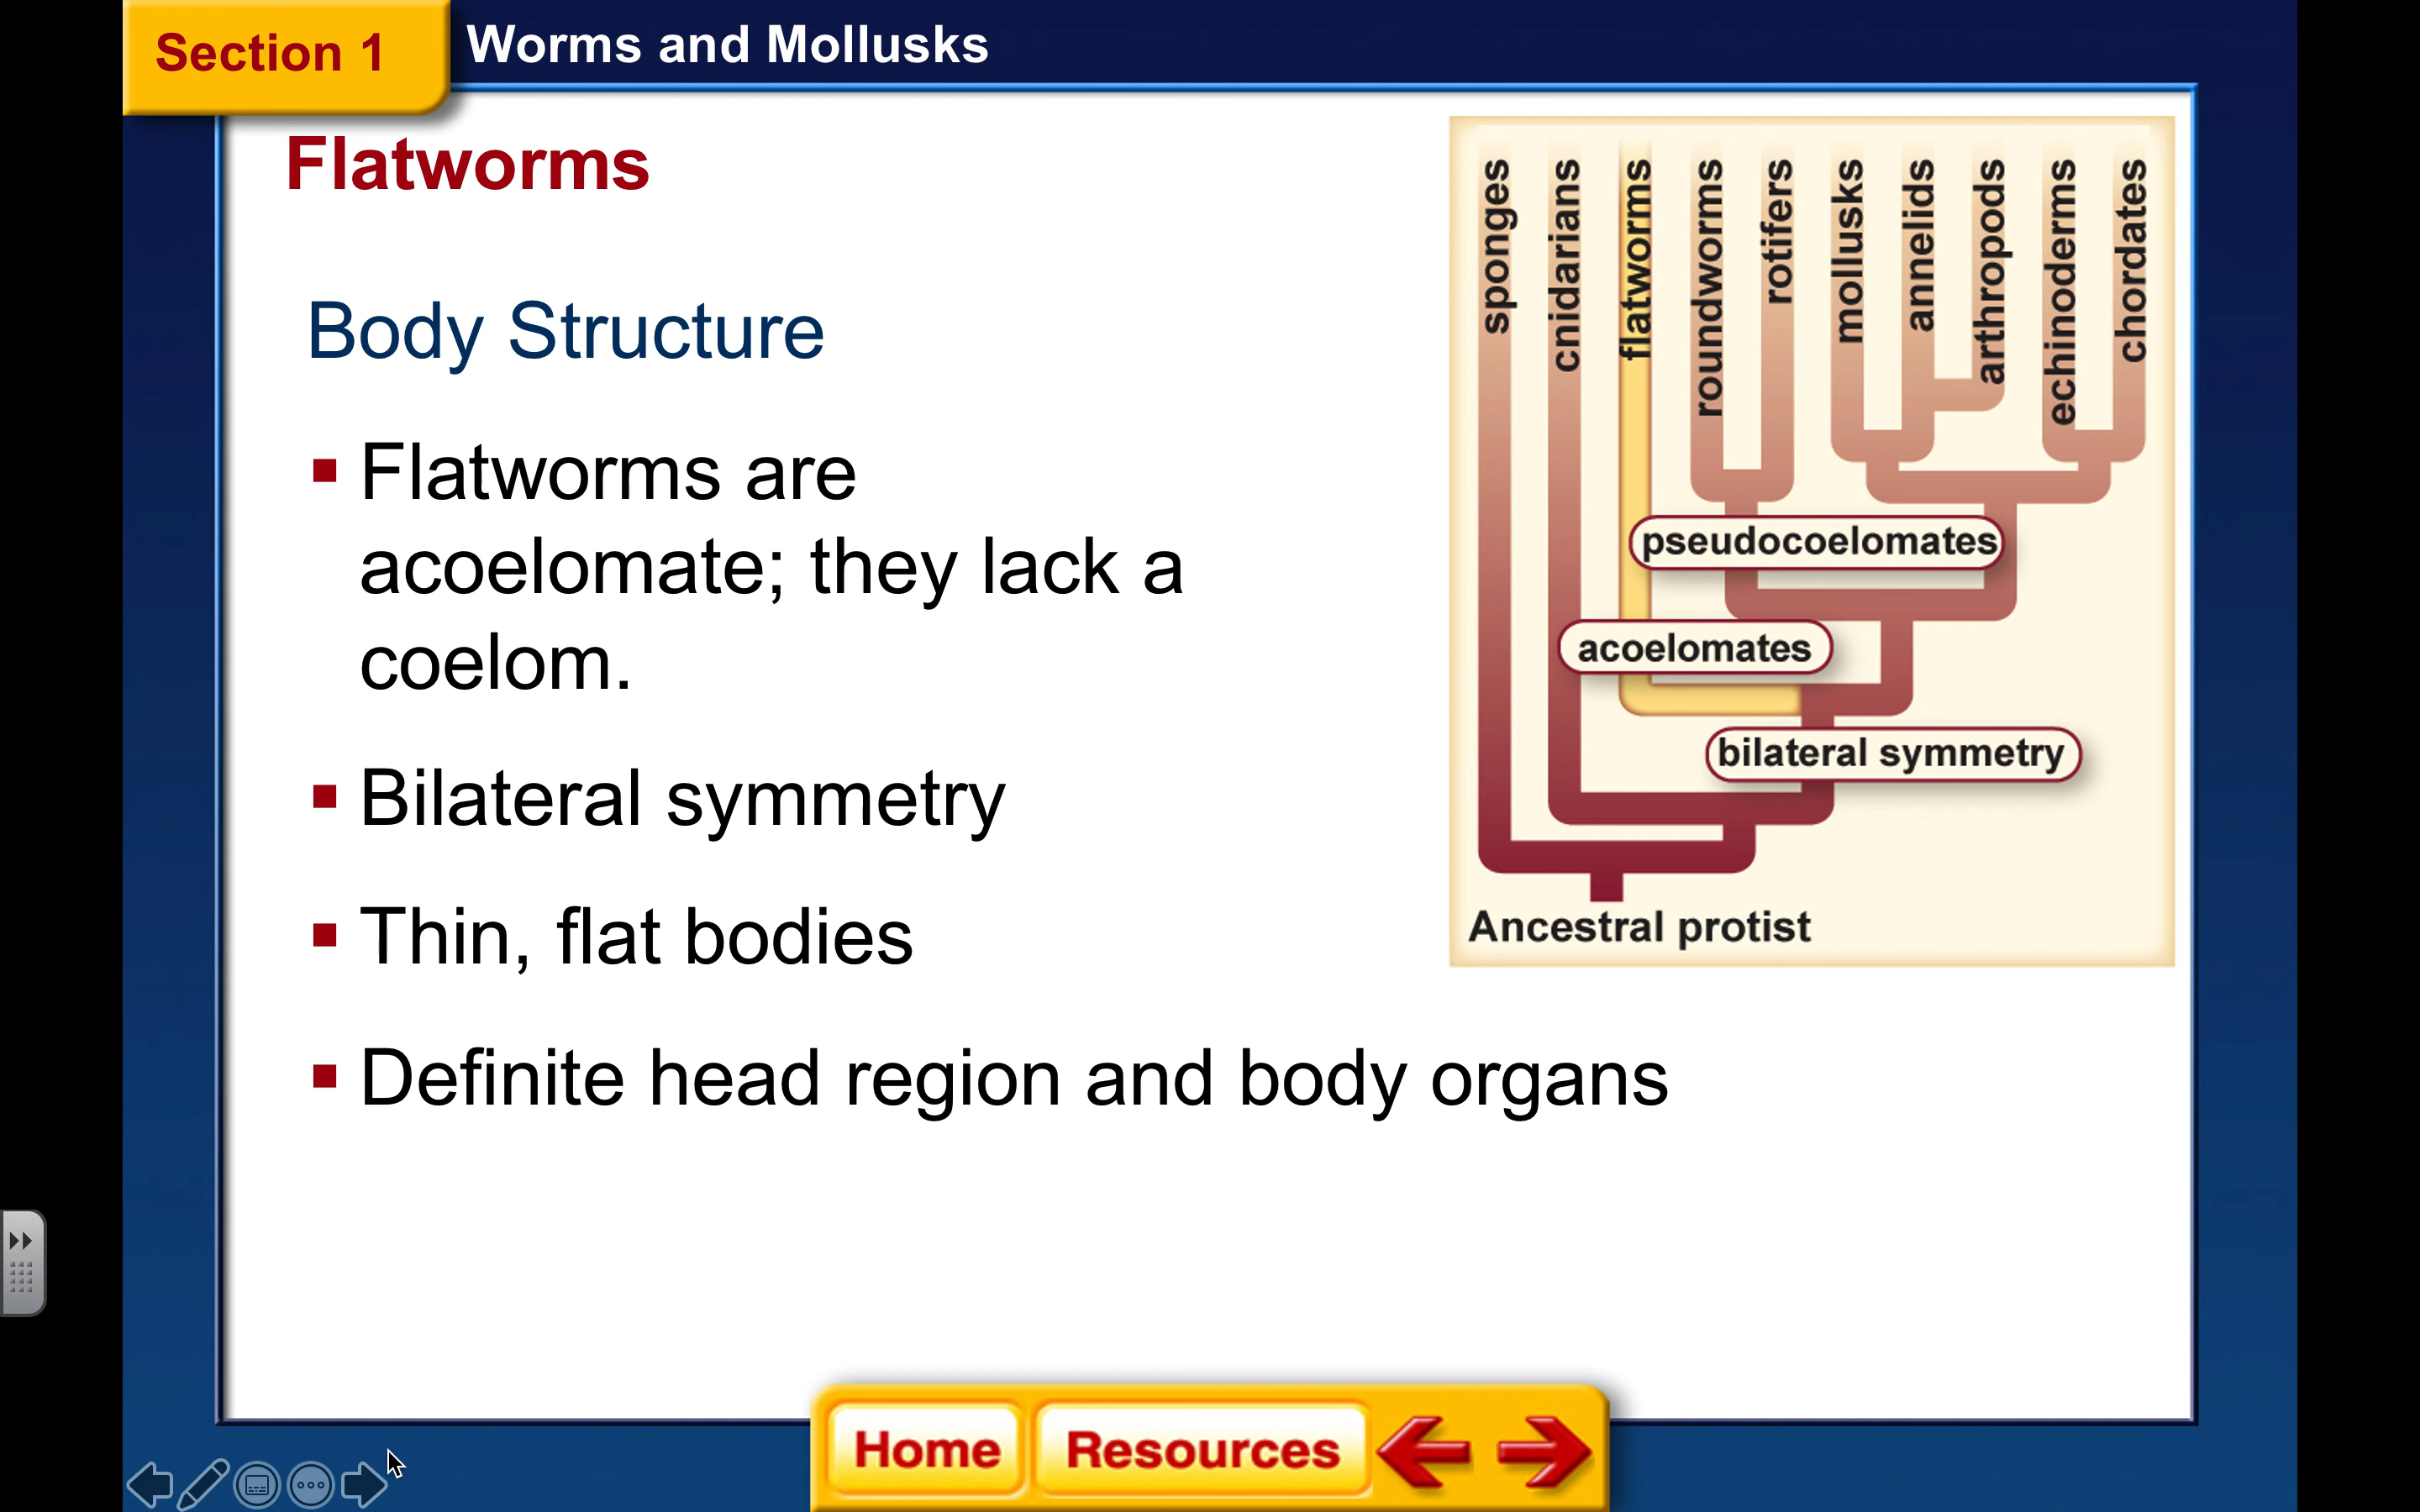 Section 1
Worms and Mollusks
Flatworms
Body Structure
Flatworms are
acoelomate; they lack a
coelom.
Bilateral symmetry
Thin, flat bodies
Definite head region and body organs
sponges
cnidarians
flatworms
roundworms
rotifers
mollusks
annelids
arthropods
echinoderms
chordates
pseudocoelomates
acoelomates
bilateral symmetry
Ancestral protist
Home
Resources